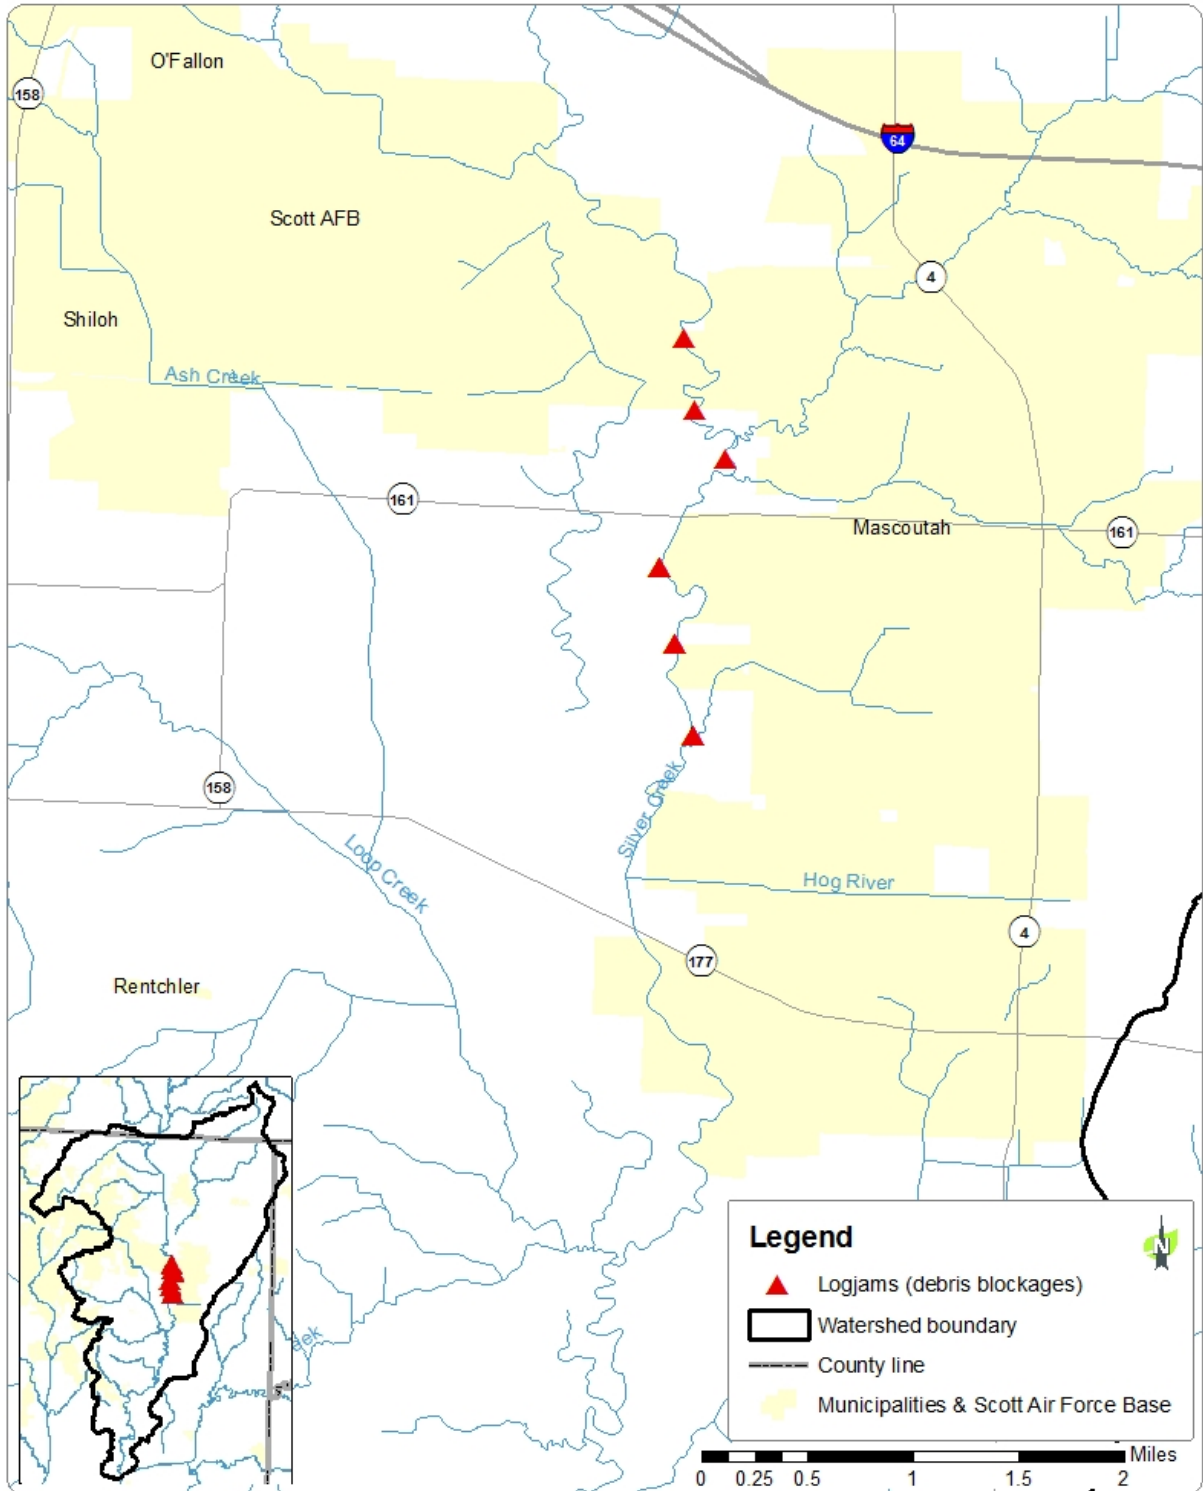 O'Fallon
158
64
Scott AFB
4
Shiloh
Ash Creek
161
Mascoutah
161
158
Silver Creek
Loop Creek
Hog River
4
177
Rentchler
eek
Legend
N
Logjams (debris blockages)
Watershed boundary
County line
Municipalities & Scott Air Force Base
Miles
0 0.25 0.5 1 1.5 2